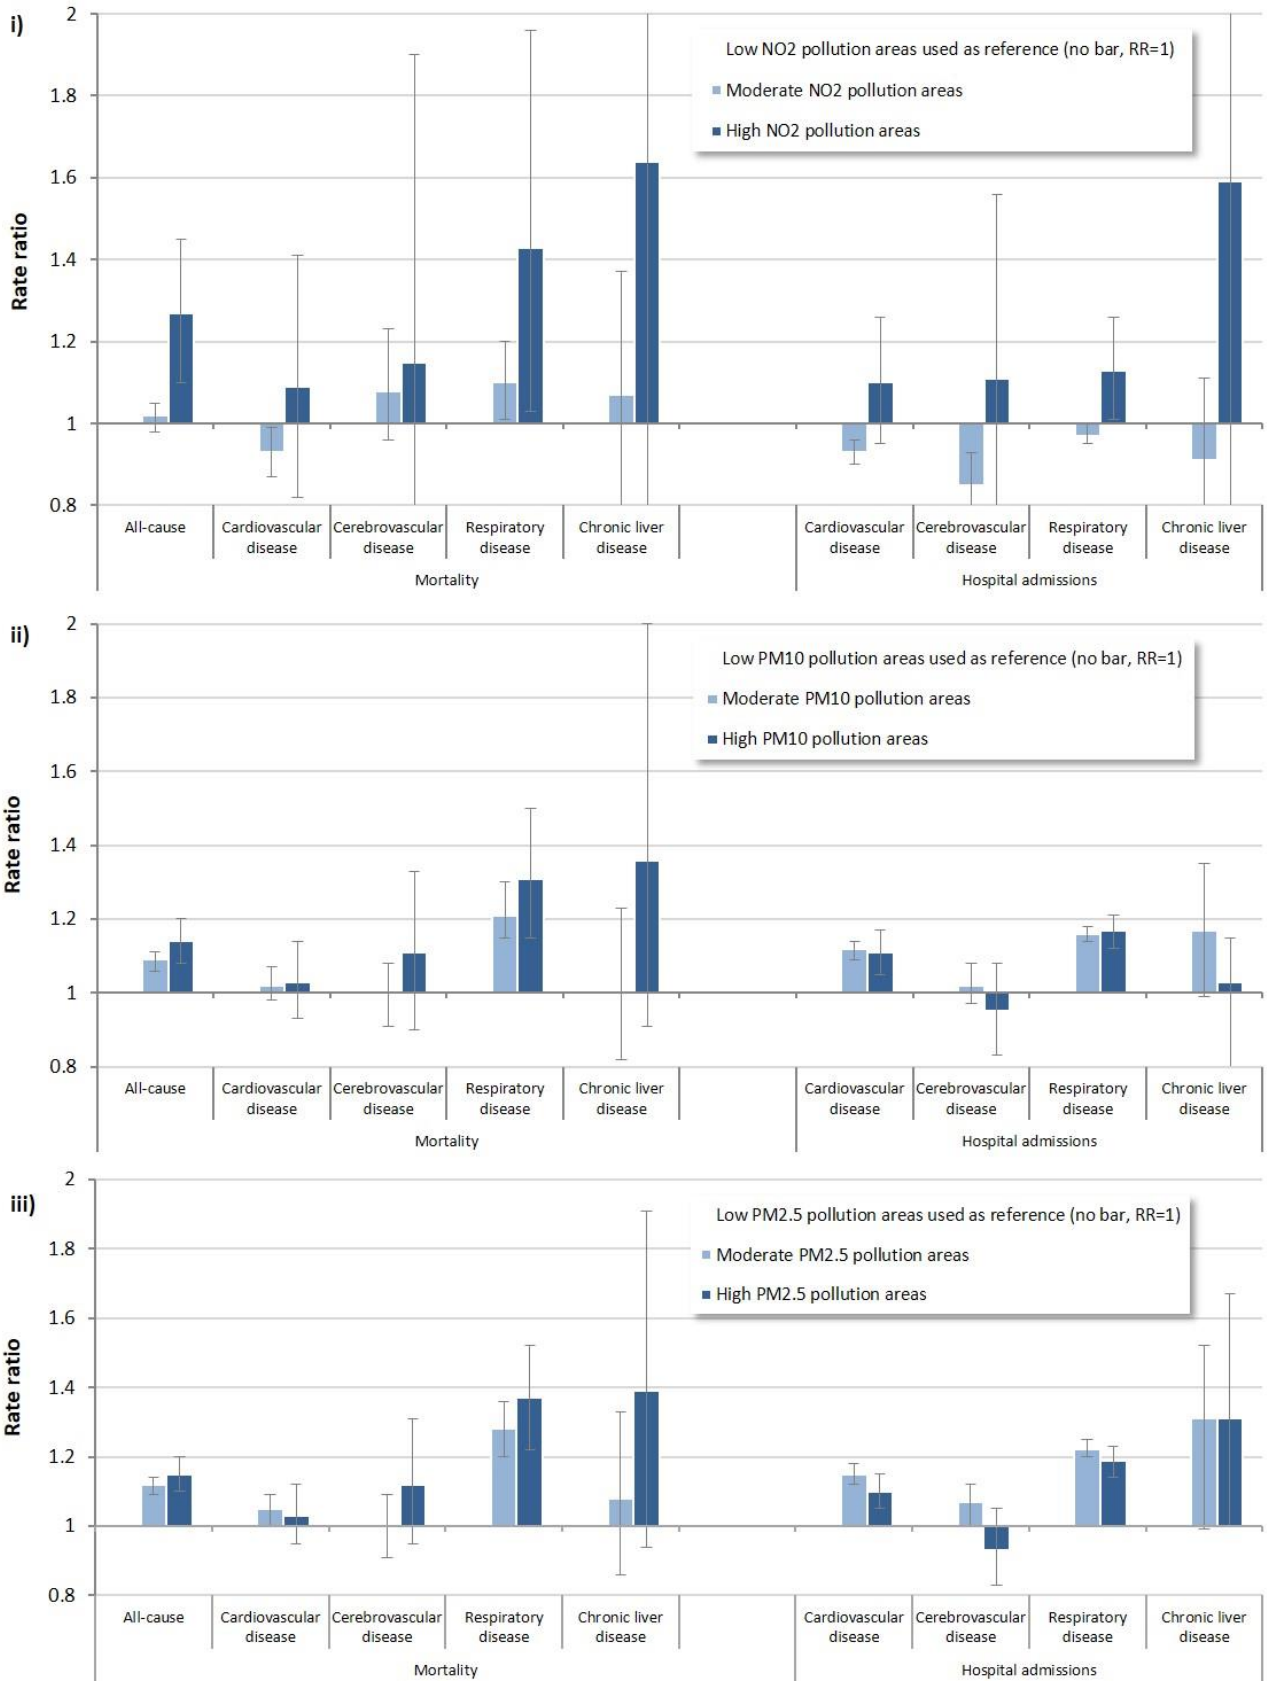 i)
Rate ratio
2
1.8
1.6
1.4
1.2
1
0.8
Low NO2 pollution areas used as reference (no bar, RR=1)
Moderate NO2 pollution areas
High NO2 pollution areas
All-cause
Cardiovascular
disease
Cerebrovascular
disease
Respiratory
disease
Chronic liver
disease
Cardiovascular
disease
Cerebrovascular
disease
Respiratory
disease
Chronic liver
disease
Mortality
Hospital admissions
ii)
Rate ratio
2
1.8
1.6
1.4
1.2
1
0.8
Low PM10 pollution areas used as reference (no bar, RR=1)
Moderate PM10 pollution areas
High PM10 pollution areas
All-cause
Cardiovascular
disease
Cerebrovascular
disease
Respiratory
disease
Chronic liver
disease
Cardiovascular
disease
Cerebrovascular
disease
Respiratory
disease
Chronic liver
disease
Mortality
Hospital admissions
iii)
Rate ratio
2
1.8
1.6
1.4
1.2
1
0.8
Low PM2.5 pollution areas used as reference (no bar, RR=1)
Moderate PM2.5 pollution areas
High PM2.5 pollution areas
All-cause
Cardiovascular
disease
Cerebrovascular
disease
Respiratory
disease
Chronic liver
disease
Cardiovascular
disease
Cerebrovascular
disease
Respiratory
disease
Chronic liver
disease
Mortality
Hospital admissions